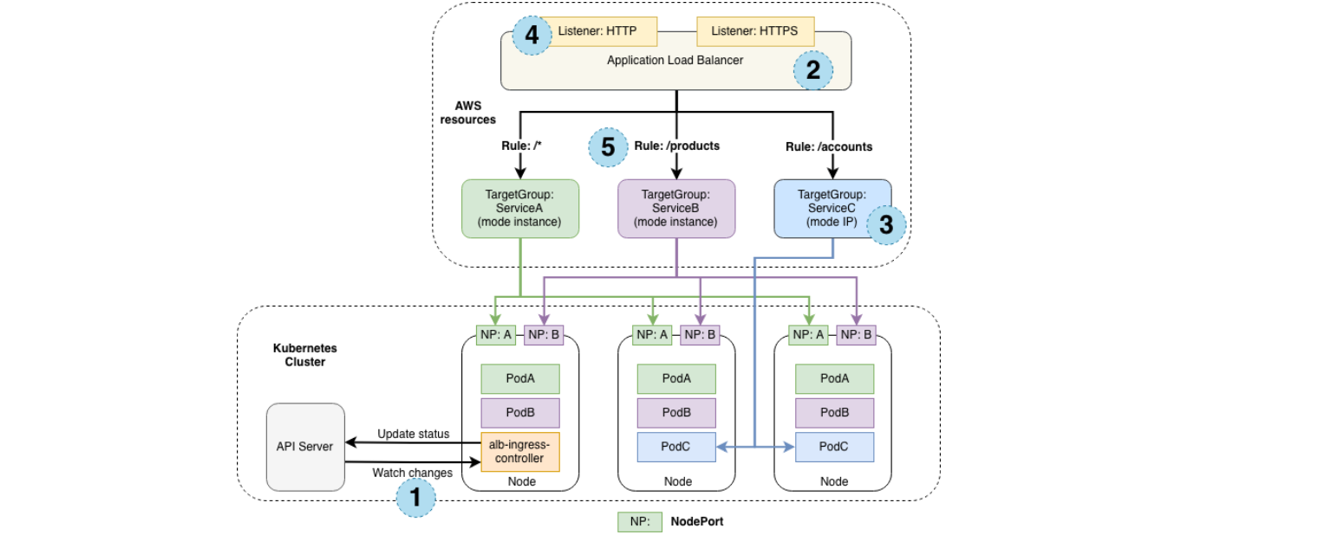 4
Listener: HTTP
Listener: HTTPS
Application Load Balancer
2
AWS
resources
Rule: /*
5
Rule: /products
Rule: /accounts
TargetGroup:
ServiceA
(mode instance)
TargetGroup:
ServiceB
(mode instance)
TargetGroup:
ServiceC
(mode IP)
3
Kubernetes
Cluster
NP: A
NP: B
NP: A
NP: B
NP: A
NP: B
PodA
PodB
alb-ingress-
controller
Node
PodA
PodB
PodC
Node
PodA
PodB
PodC
Node
API Server
Update status
Watch changes
1
NP:
NodePort